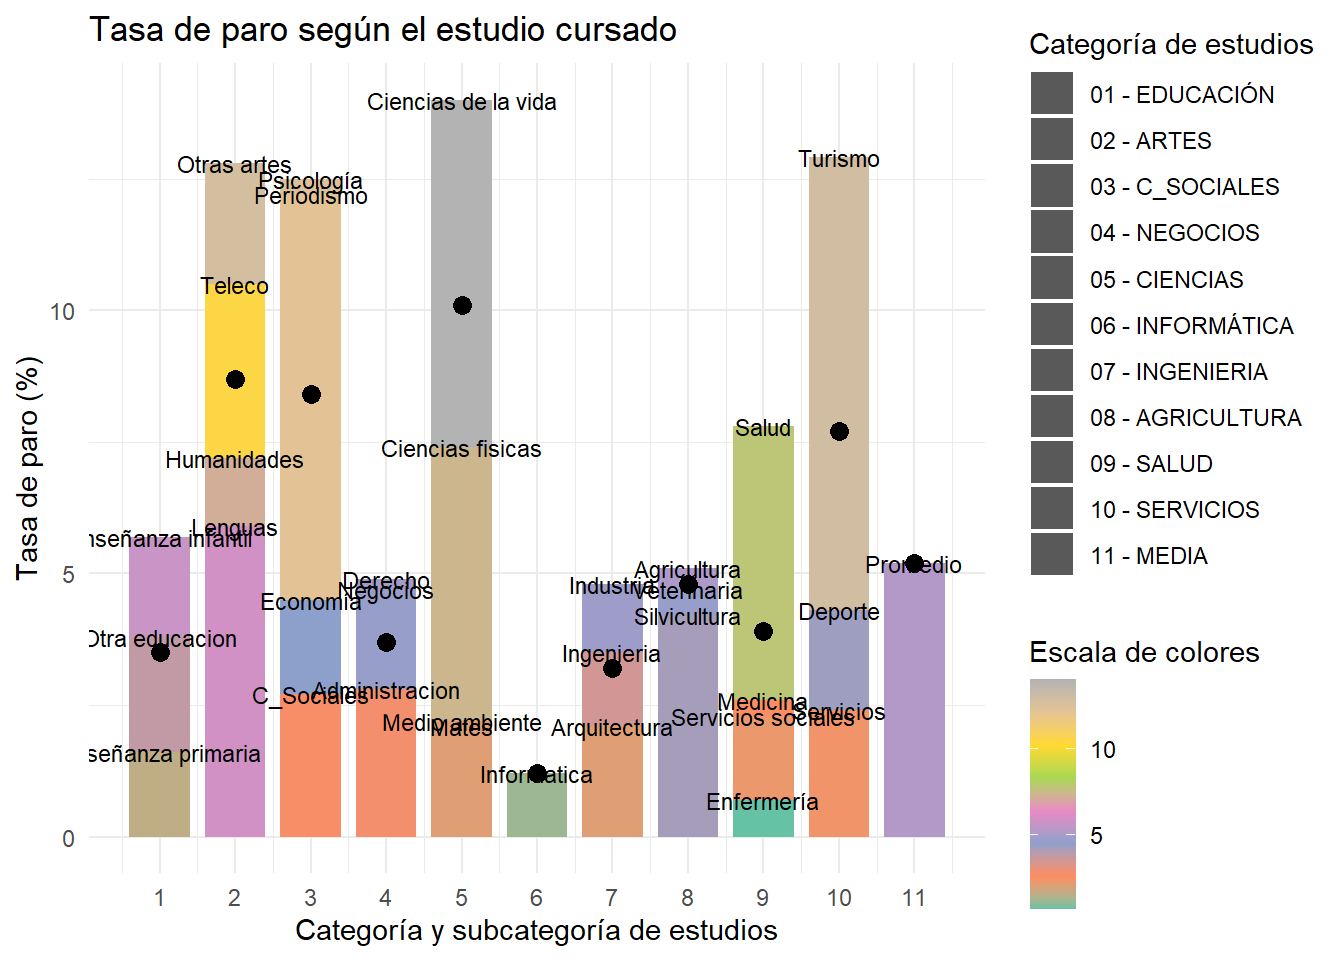 Tasa de paro según el estudio cursado
Ciencias de la vida
Otras artes
Turismo
Psicología
Periodismo
Teleco
Salud
Ciencias fisicas
Humanidades
Lenguas
nseñanza infantil
Promedio
Agricultura
Derecho
Industria
Negocios
Veterinaria
Economía
Deporte
Silvicultura
Otra educacion
Ingenieria
Administracion
C_Sociales
Medicina
Servicios
Servicios sociales
Medio ambiente
Mates
Arquitectura
señanza primaria
Informatica
Enfermería
10
5
0
Tasa de paro (%)
1 2 3 4 5 6 7 8 9 10 11
Categoría y subcategoría de estudios
Categoría de estudios
01 - EDUCACIÓN
02 - ARTES
03 - C_SOCIALES
04 - NEGOCIOS
05 - CIENCIAS
06 - INFORMÁTICA
07 - INGENIERIA
08 - AGRICULTURA
09 - SALUD
10 - SERVICIOS
11 - MEDIA
Escala de colores
10
5